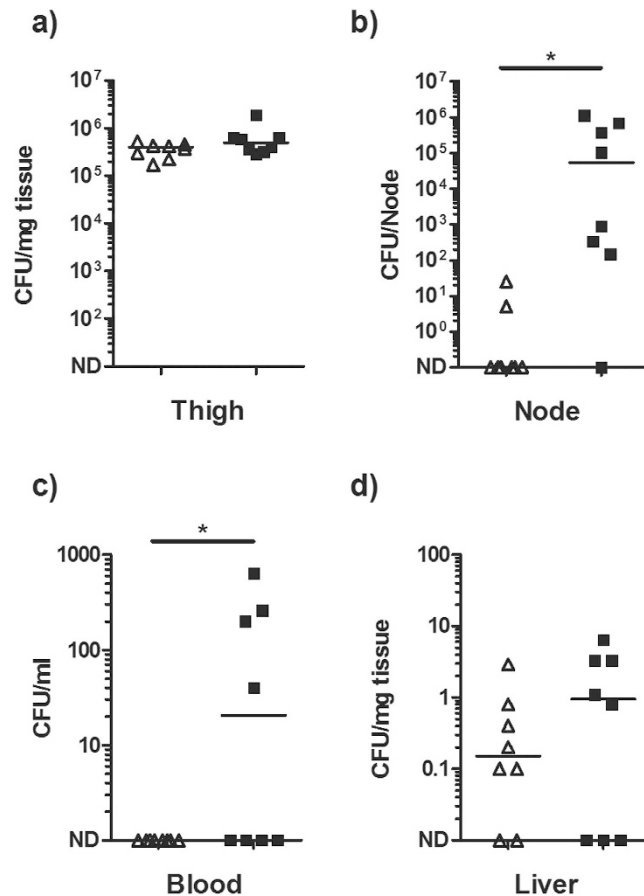 a)
CFU/mg tissue
10⁷
10⁶
10⁵
10⁴
10³
10²
ND
Thigh
b)
*
CFU/Node
10⁷
10⁶
10⁵
10⁴
10³
10²
10¹
10⁰
ND
Node
c)
*
CFU/ml
1000
100
10
ND
Blood
d)
CFU/mg tissue
100
10
1
0.1
ND
Liver